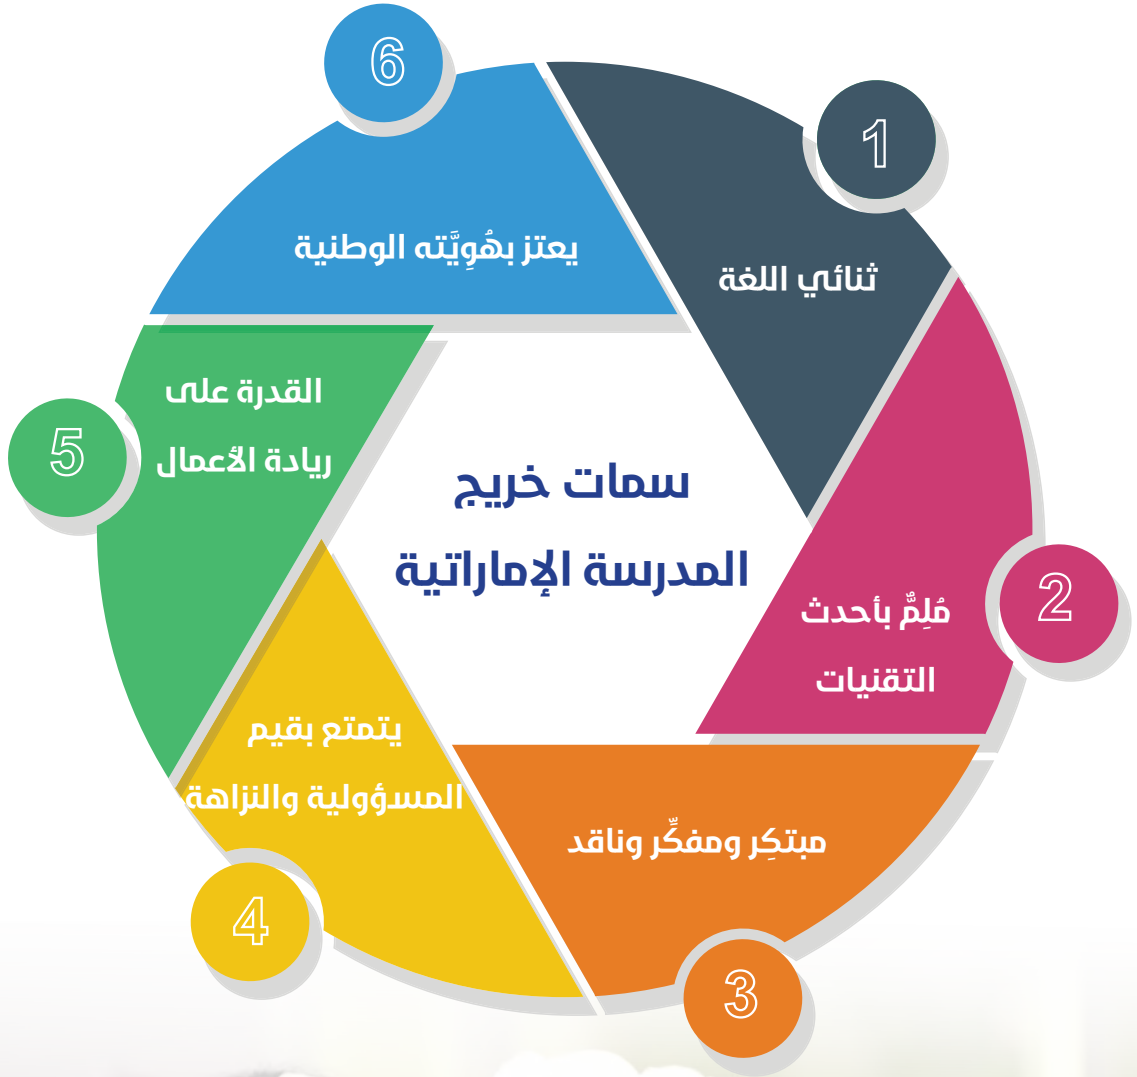 سمات خريج
المدرسة الإماراتية
1
ثنائي اللغة
2
مُلِمٌّ بأحدث
التقنيات
3
مبتكِر ومفكِّر وناقد
4
يتمتع بقيم
المسؤولية والنزاهة
5
القدرة على
ريادة الأعمال
6
يعتز بهُوِيَّته الوطنية